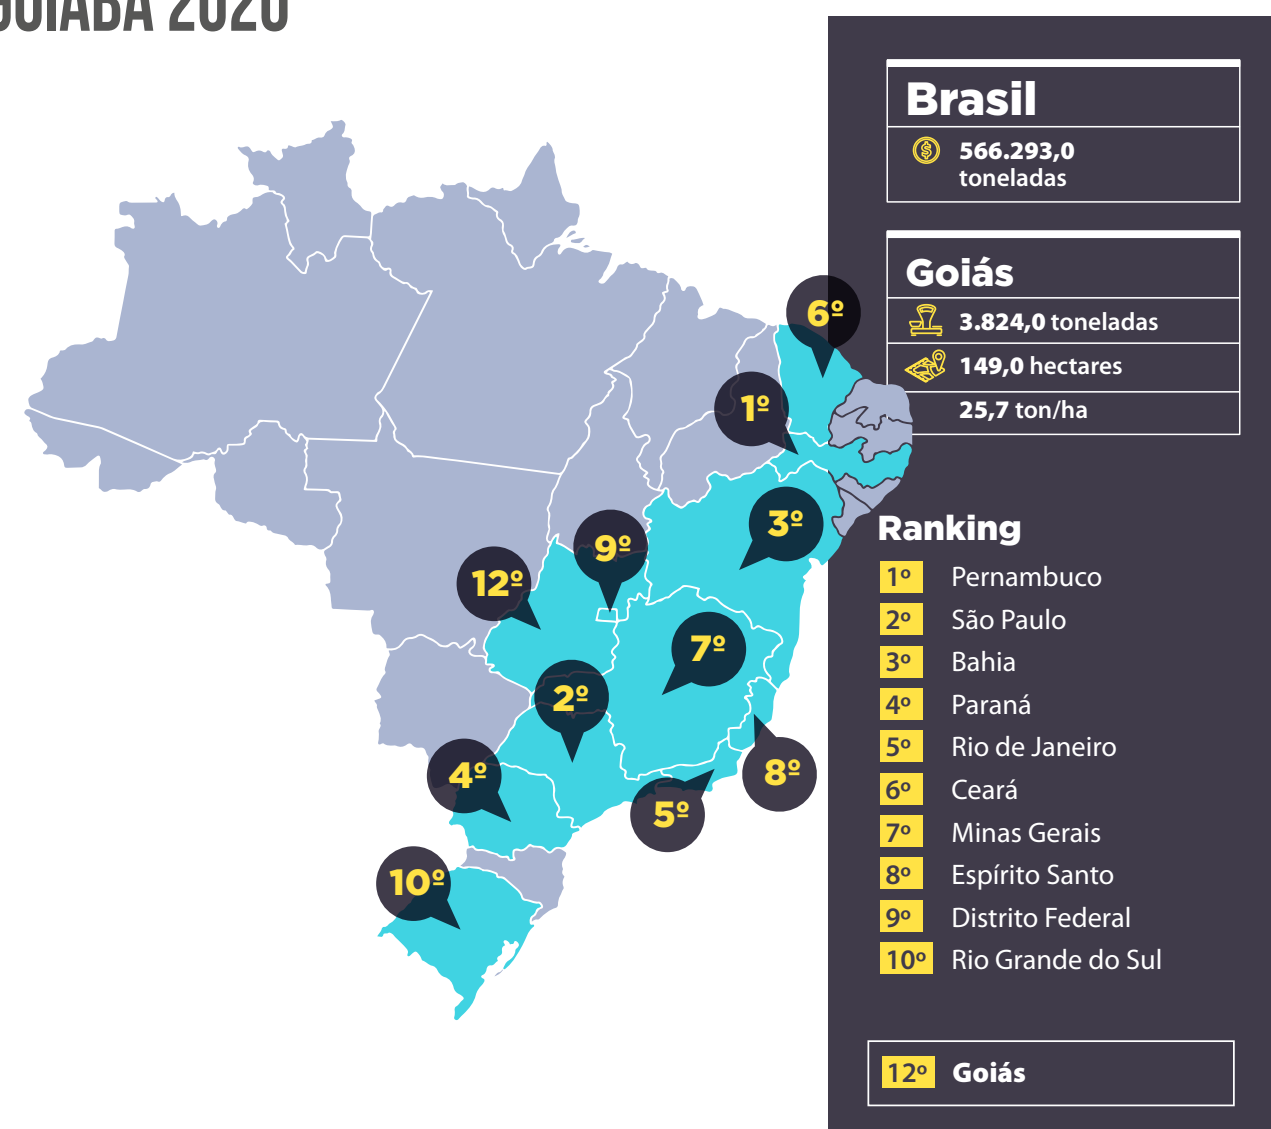 GOIABA 2020
Brasil
566.293,0
toneladas
Goiás
3.824,0 toneladas
149,0 hectares
25,7 ton/ha
6º
1º
3º
9º
12º
7º
2º
4º
8º
5º
10º
Ranking
1º Pernambuco
2º São Paulo
3º Bahia
4º Paraná
5º Rio de Janeiro
6º Ceará
7º Minas Gerais
8º Espírito Santo
9º Distrito Federal
10º Rio Grande do Sul
12º Goiás